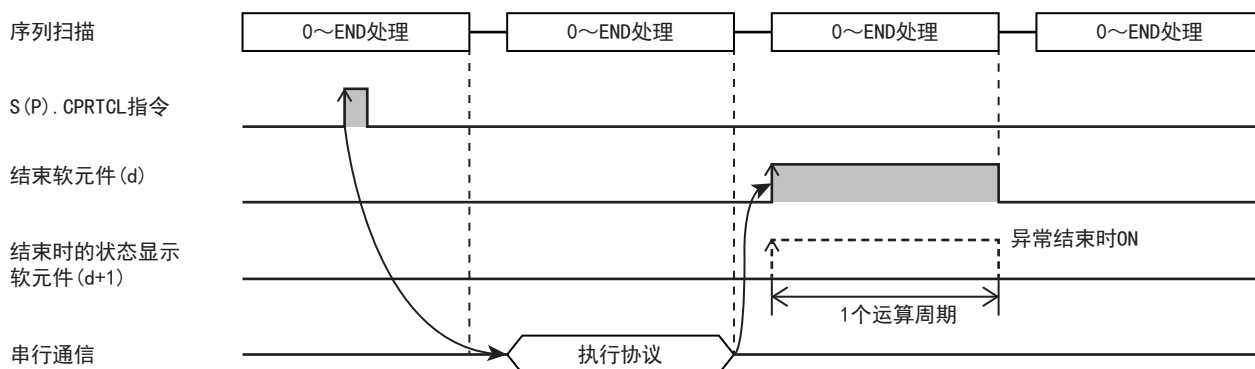 序列扫描
0～END处理
0～END处理
0～END处理
0～END处理
S(P).CPRTCL指令
结束软元件(d)
结束时的状态显示
软元件(d+1)
异常结束时ON
1个运算周期
串行通信
执行协议